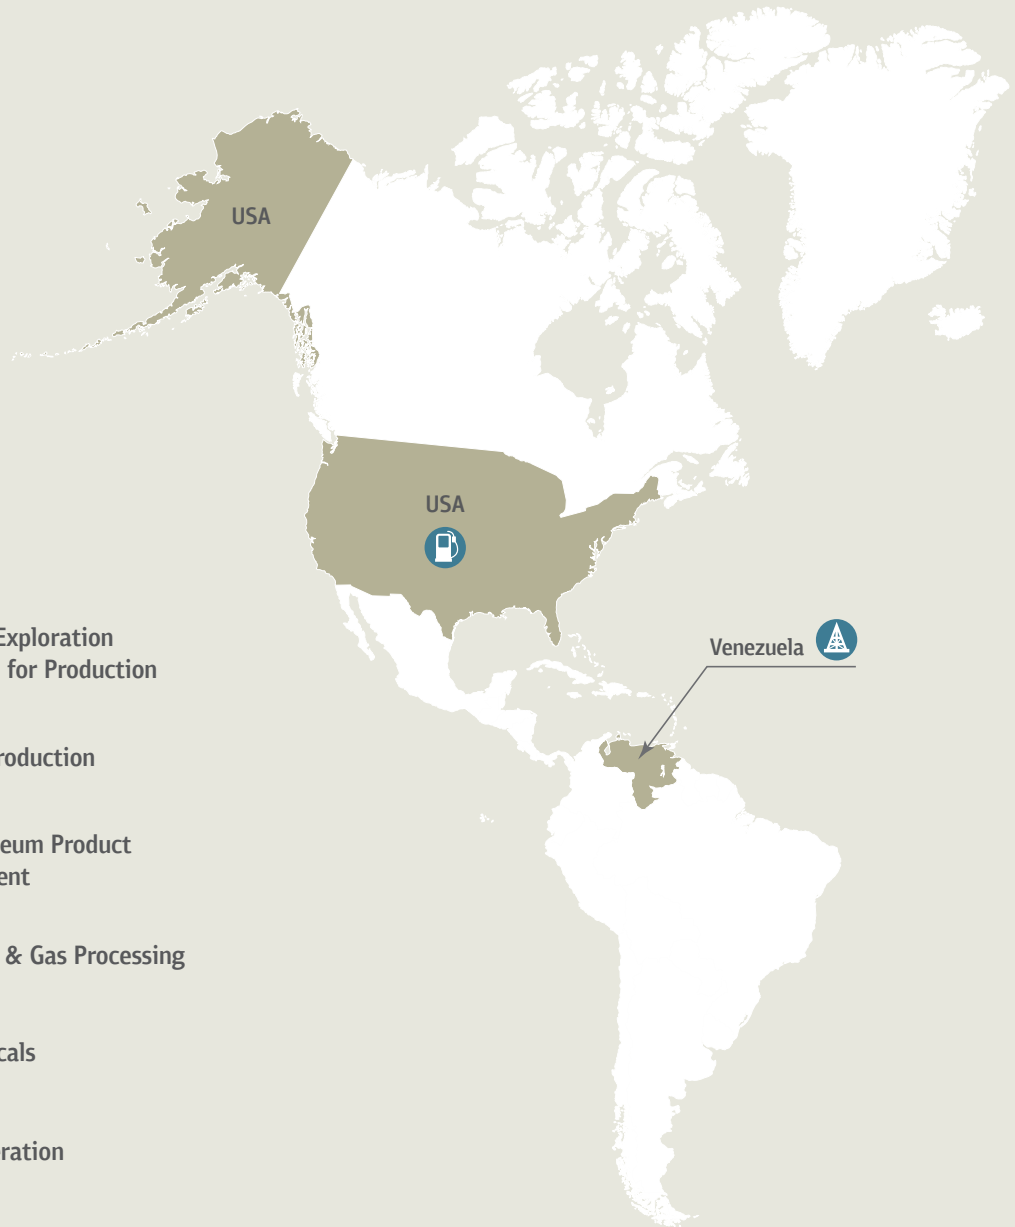 USA
USA
Exploration
for Production
Venezuela
roduction
eum Product
ent
& Gas Processing
cals
ration